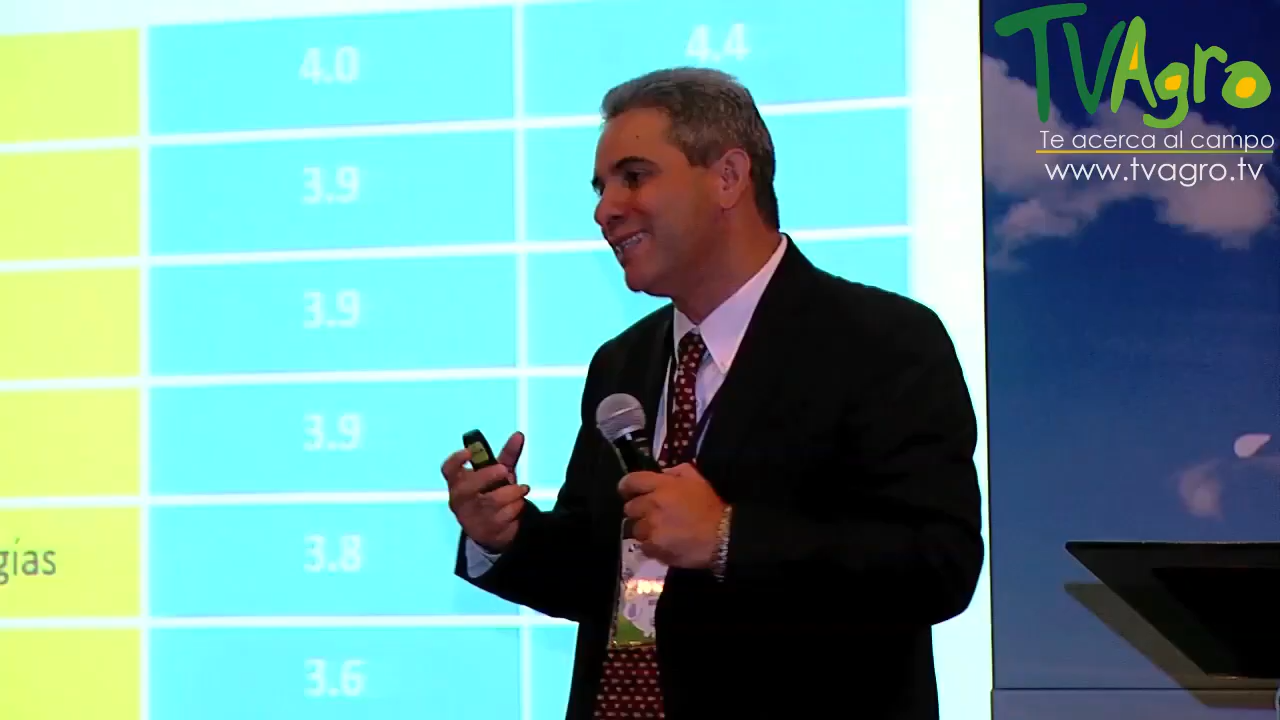 4.0 4.4
3.9
3.9
3.9
gías 3.8
3.6
TVAgro
Te acerca al campo
www.tvagro.tv